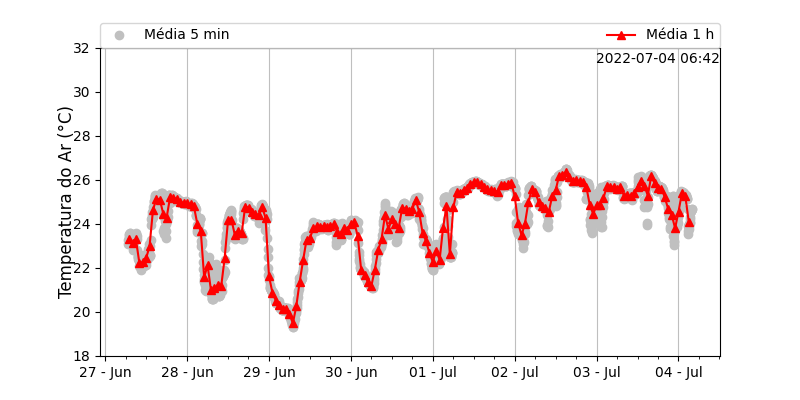 Média 5 min
Média 1 h
2022-07-04 06:42
Temperatura do Ar (°C)
32
30
28
26
24
22
20
18
27 - Jun
28 - Jun
29 - Jun
30 - Jun
01 - Jul
02 - Jul
03 - Jul
04 - Jul